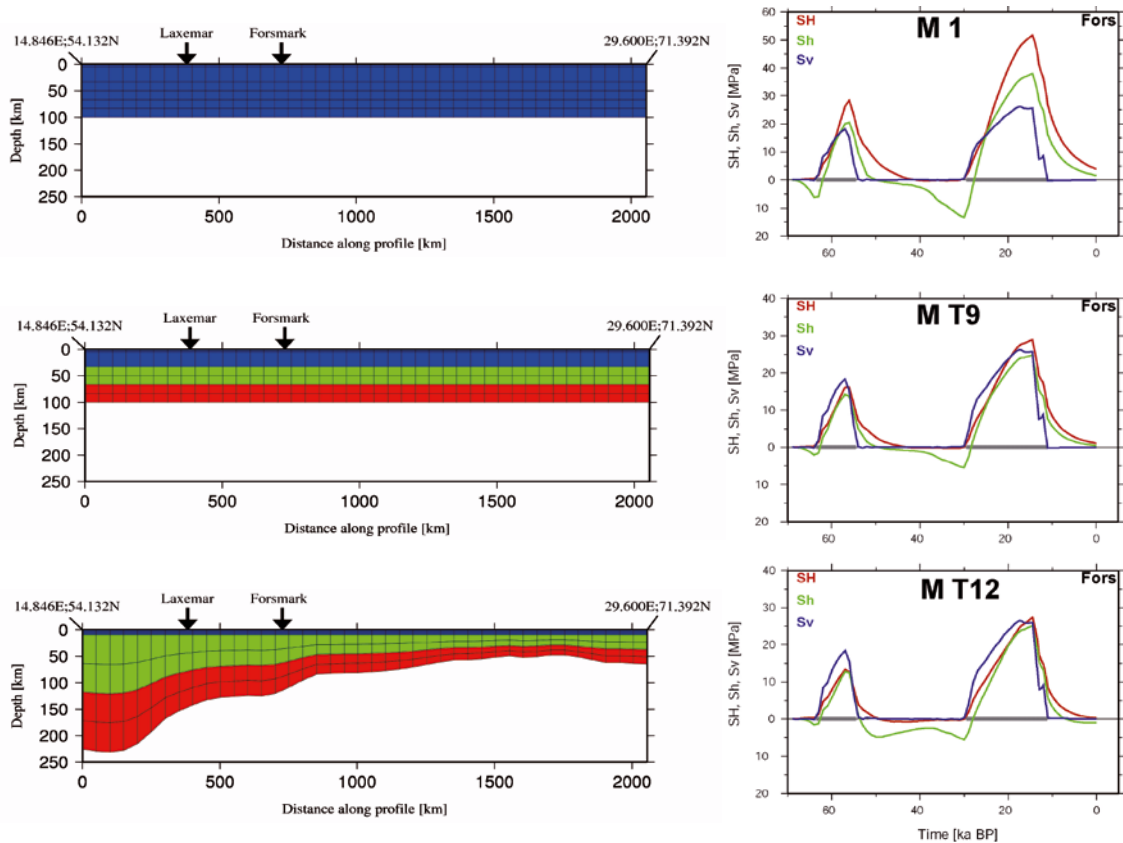 Laxemar Forsmark
14.846E;54.132N 29.600E;71.392N
0
50
100
150
200
250
Depth [km]
0 500 1000 1500 2000
Distance along profile [km]
M 1
SH
Sh
Sv
Fors
60
50
40
30
20
10
0
10
20
SH, Sh, Sv [MPa]
60 40 20 0
Laxemar Forsmark
14.846E;54.132N 29.600E;71.392N
0
50
100
150
200
250
Depth [km]
0 500 1000 1500 2000
Distance along profile [km]
M T9
SH
Sh
Sv
Fors
40
30
20
10
0
10
20
SH, Sh, Sv [MPa]
60 40 20 0
Laxemar Forsmark
14.846E;54.132N 29.600E;71.392N
0
50
100
150
200
250
Depth [km]
0 500 1000 1500 2000
Distance along profile [km]
M T12
SH
Sh
Sv
Fors
40
30
20
10
0
10
20
SH, Sh, Sv [MPa]
60 40 20 0
Time [ka BP]